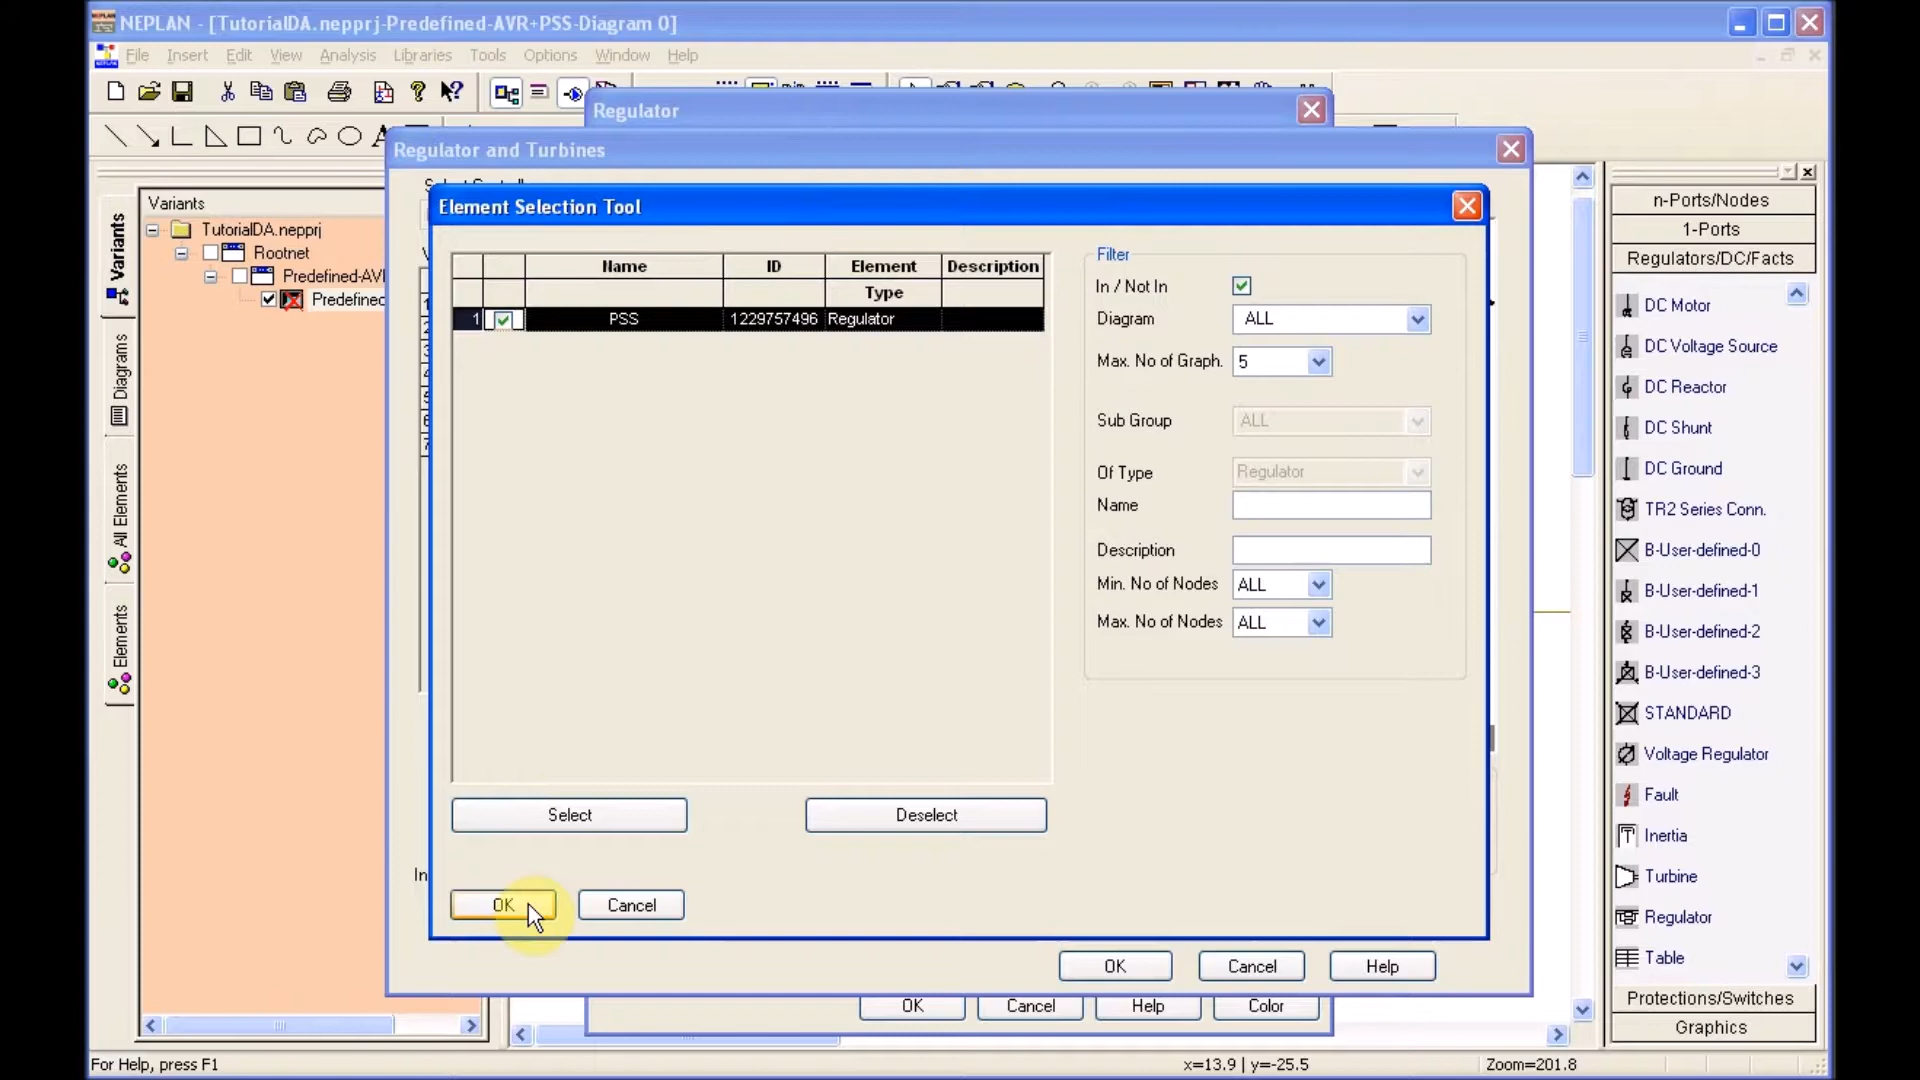 NEPLAN - [TutorialDA.nepprj-Predefined-AVR+PSS-Diagram 0]
File Insert Edit View Analysis Libraries Tools Options Window Help
Regulator
Regulator and Turbines
Element Selection Tool
Variants
TutorialDA.nepprj
Rootnet
Predefined-AV
Predefined
Variants
Diagrams
All Elements
Elements
Name ID Element Type Description
1 PSS 1229757496 Regulator
Filter
In / Not In
Diagram ALL
Max. No of Graph. 5
Sub Group ALL
Of Type Regulator
Name
Description
Min. No of Nodes ALL
Max. No of Nodes ALL
Select Deselect
In
OK Cancel
OK Cancel Help
OK Cancel Help Color
n-Ports/Nodes
1-Ports
Regulators/DC/Facts
DC Motor
DC Voltage Source
DC Reactor
DC Shunt
DC Ground
TR2 Series Conn.
B-User-defined-0
B-User-defined-1
B-User-defined-2
B-User-defined-3
STANDARD
Voltage Regulator
Fault
Inertia
Turbine
Regulator
Table
Protections/Switches
Graphics
For Help, press F1 x=13.9 | y=-25.5 Zoom=201.8